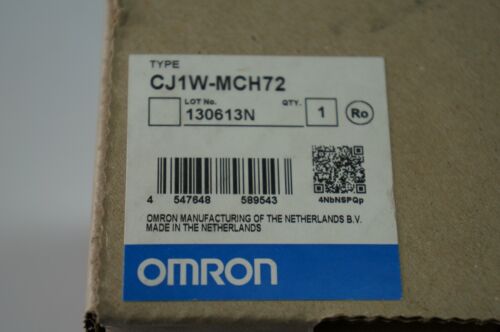 TYPE
CJ1W-MCH72
LOT No. QTY.
130613N 1 Ro
4 547648 589543
4NbNSPQp
OMRON MANUFACTURING OF THE NETHERLANDS B.V.
MADE IN THE NETHERLANDS
OMRON